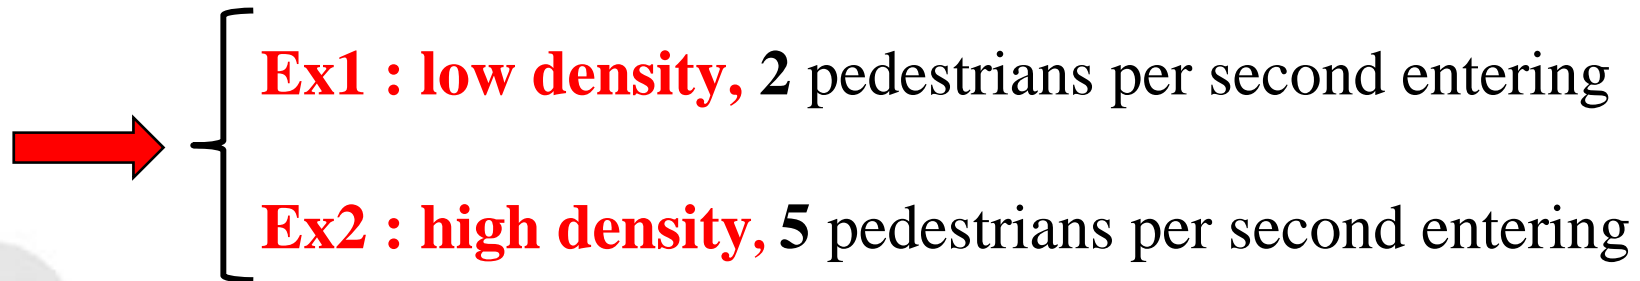 Ex1 : low density, 2 pedestrians per second entering
Ex2 : high density, 5 pedestrians per second entering